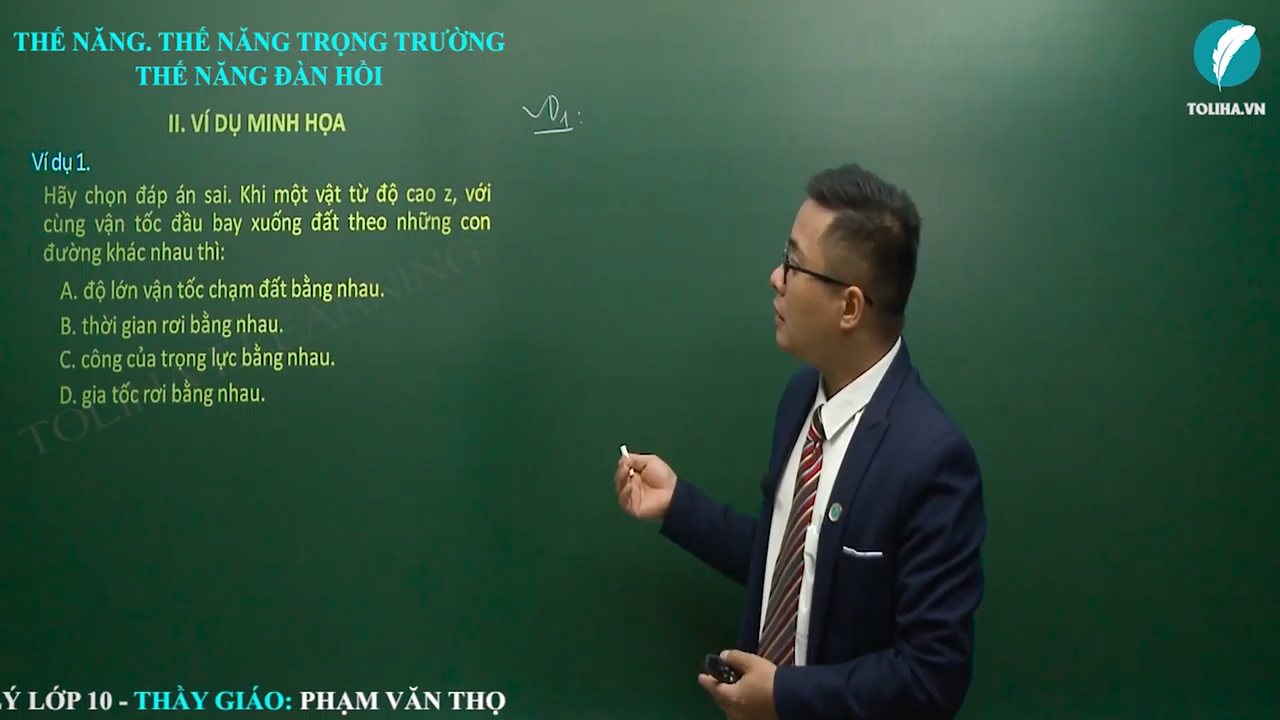 THẾ NĂNG. THẾ NĂNG TRỌNG TRƯỜNG
THẾ NĂNG ĐÀN HỒI
TOLIHA.VN
II. VÍ DỤ MINH HỌA
VD1:
Ví dụ 1.
Hãy chọn đáp án sai. Khi một vật từ độ cao z, với
cùng vận tốc đầu bay xuống đất theo những con
đường khác nhau thì:
A. độ lớn vận tốc chạm đất bằng nhau.
B. thời gian rơi bằng nhau.
C. công của trọng lực bằng nhau.
D. gia tốc rơi bằng nhau.
LÝ LỚP 10 - THẦY GIÁO: PHẠM VĂN THỌ